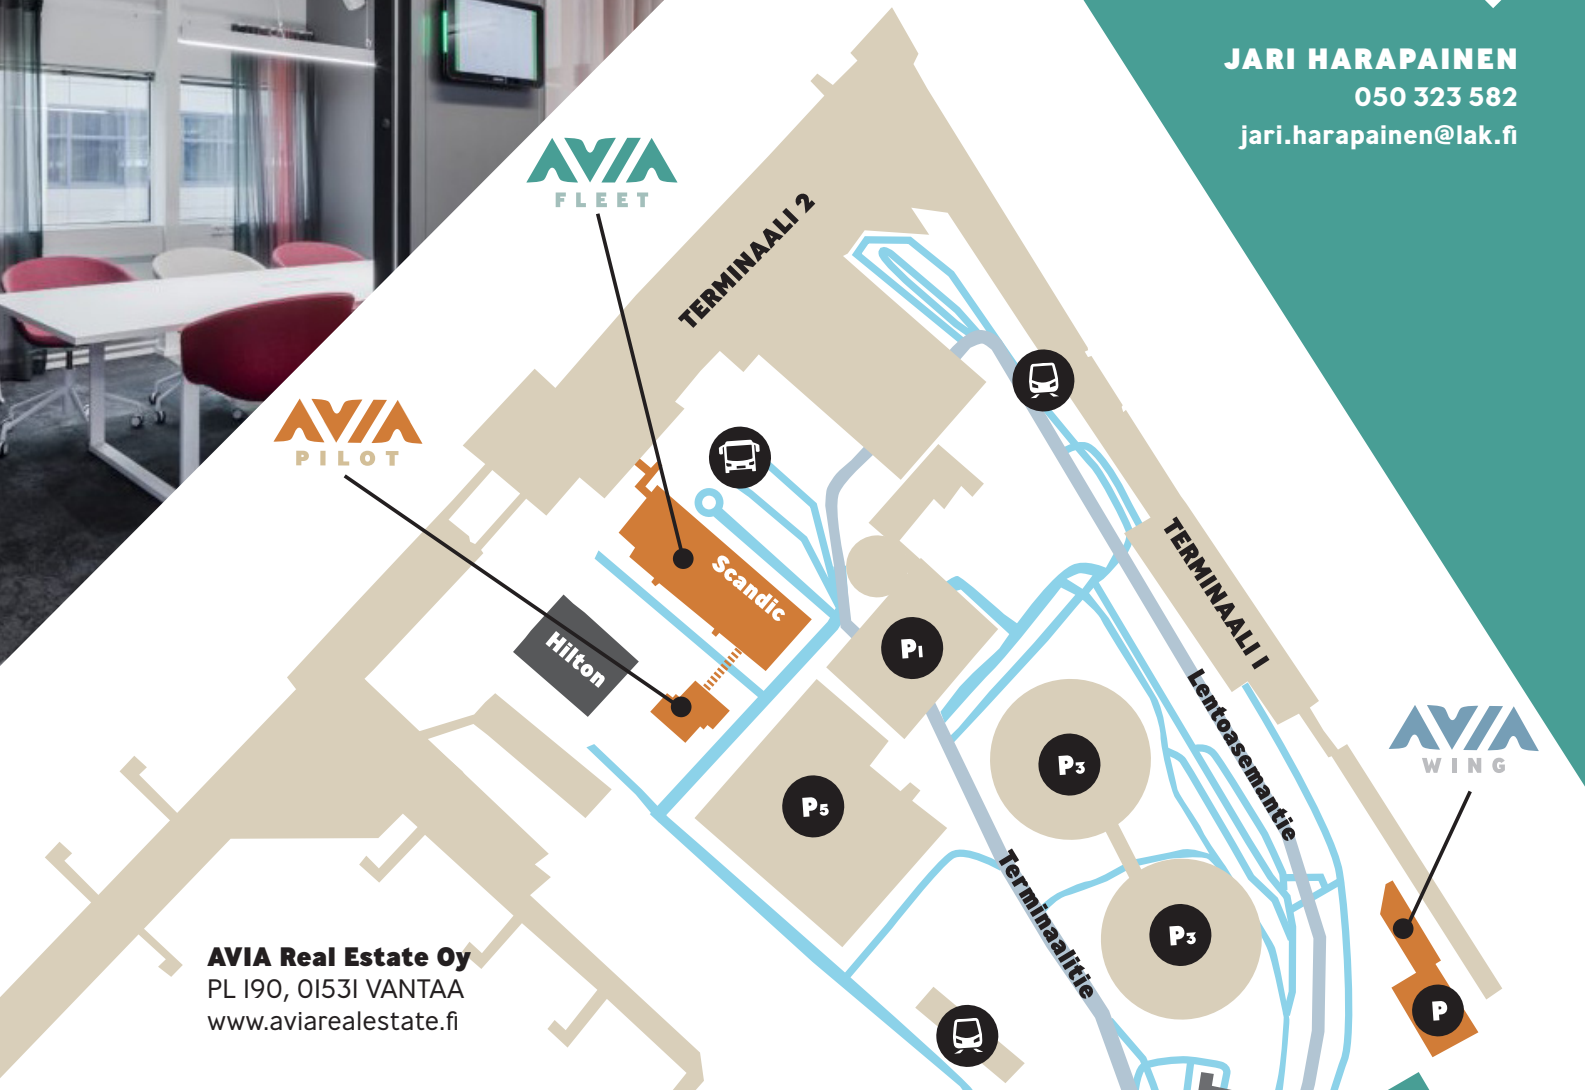 JARI HARAPAINEN
050 323 582
jari.harapainen@lak.fi
AVIA
FLEET
TERMINAALI 2
AVIA
PILOT
Scandic
Hilton
TERMINAALI 1
P1
Lentoasemantie
AVIA
WING
P3
P5
Terminaalitie
P3
P
AVIA Real Estate Oy
PL 190, 01531 VANTAA
www.aviarealestate.fi